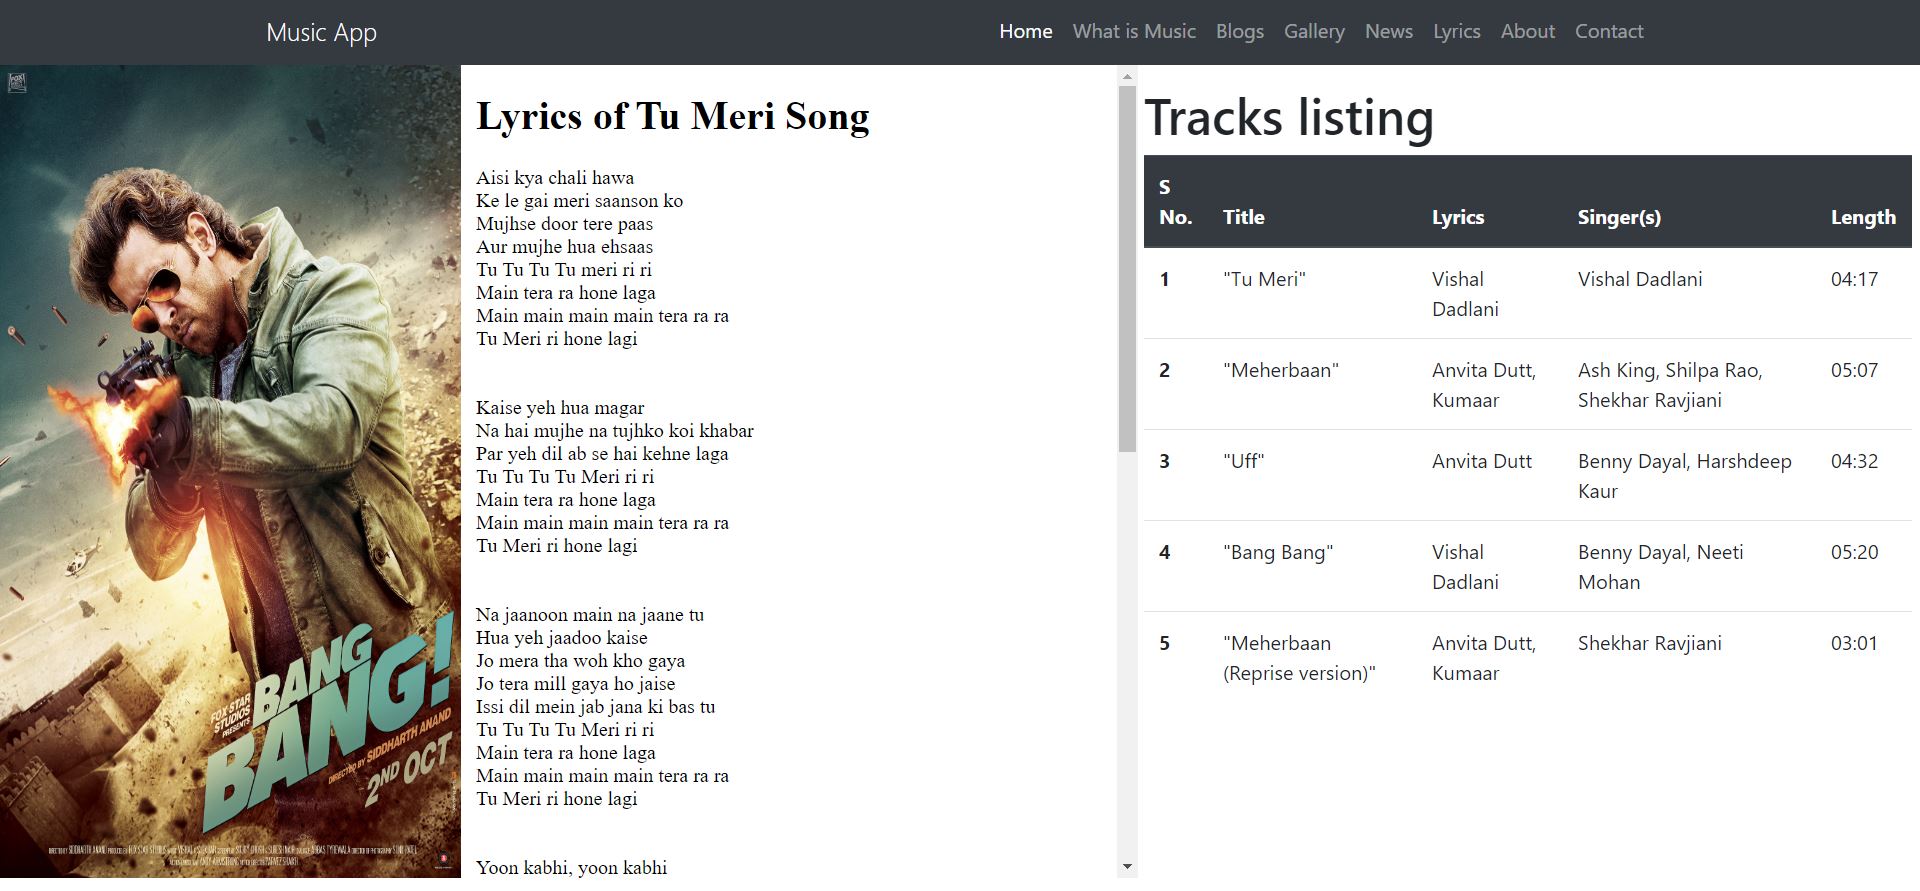 Music App
Home What is Music Blogs Gallery News Lyrics About Contact
FOX STAR
STUDIOS
PRESENTS
BANG
BANG!
DIRECTED BY SIDDHARTH ANAND
2ND OCT
Lyrics of Tu Meri Song
Aisi kya chali hawa
Ke le gai meri saanson ko
Mujhse door tere paas
Aur mujhe hua ehsaas
Tu Tu Tu Tu meri ri ri
Main tera ra hone laga
Main main main main tera ra ra
Tu Meri ri hone lagi
Kaise yeh hua magar
Na hai mujhe na tujhko koi khabar
Par yeh dil ab se hai kehne laga
Tu Tu Tu Tu Meri ri ri
Main tera ra hone laga
Main main main main tera ra ra
Tu Meri ri hone lagi
Na jaanoon main na jaane tu
Hua yeh jaadoo kaise
Jo mera tha woh kho gaya
Jo tera mill gaya ho jaise
Issi dil mein jab jana ki bas tu
Tu Tu Tu Tu Meri ri ri
Main tera ra hone laga
Main main main main tera ra ra
Tu Meri ri hone lagi
Yoon kabhi, yoon kabhi
Tracks listing
S
No. Title Lyrics Singer(s) Length
1 "Tu Meri" Vishal Vishal Dadlani 04:17
Dadlani
2 "Meherbaan" Anvita Dutt, Ash King, Shilpa Rao, 05:07
Kumaar Shekhar Ravjiani
3 "Uff" Anvita Dutt Benny Dayal, Harshdeep 04:32
Kaur
4 "Bang Bang" Vishal Benny Dayal, Neeti 05:20
Dadlani Mohan
5 "Meherbaan Anvita Dutt, Shekhar Ravjiani 03:01
(Reprise version)" Kumaar